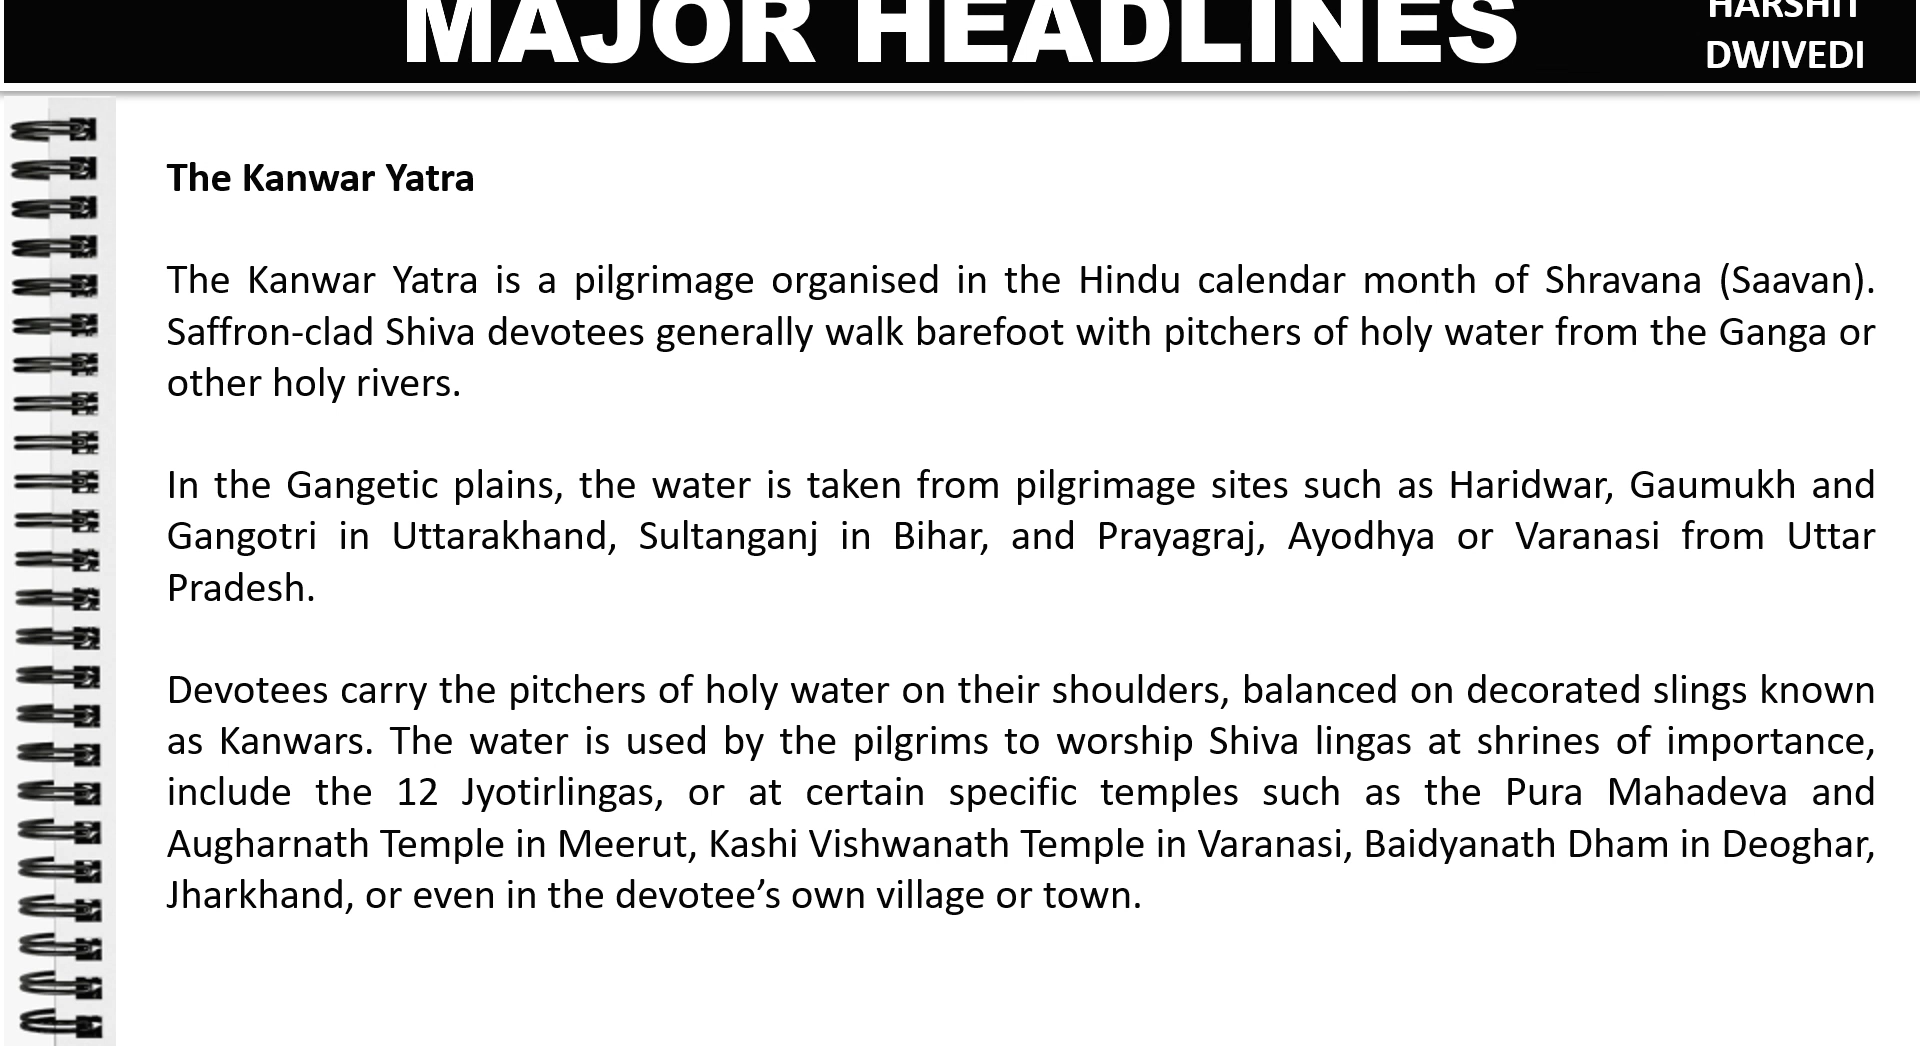 MAJOR HEADLINES
HARSHIT
DWIVEDI
The Kanwar Yatra
The Kanwar Yatra is a pilgrimage organised in the Hindu calendar month of Shravana (Saavan).
Saffron-clad Shiva devotees generally walk barefoot with pitchers of holy water from the Ganga or
other holy rivers.
In the Gangetic plains, the water is taken from pilgrimage sites such as Haridwar, Gaumukh and
Gangotri in Uttarakhand, Sultanganj in Bihar, and Prayagraj, Ayodhya or Varanasi from Uttar
Pradesh.
Devotees carry the pitchers of holy water on their shoulders, balanced on decorated slings known
as Kanwars. The water is used by the pilgrims to worship Shiva lingas at shrines of importance,
include the 12 Jyotirlingas, or at certain specific temples such as the Pura Mahadeva and
Augharnath Temple in Meerut, Kashi Vishwanath Temple in Varanasi, Baidyanath Dham in Deoghar,
Jharkhand, or even in the devotee’s own village or town.